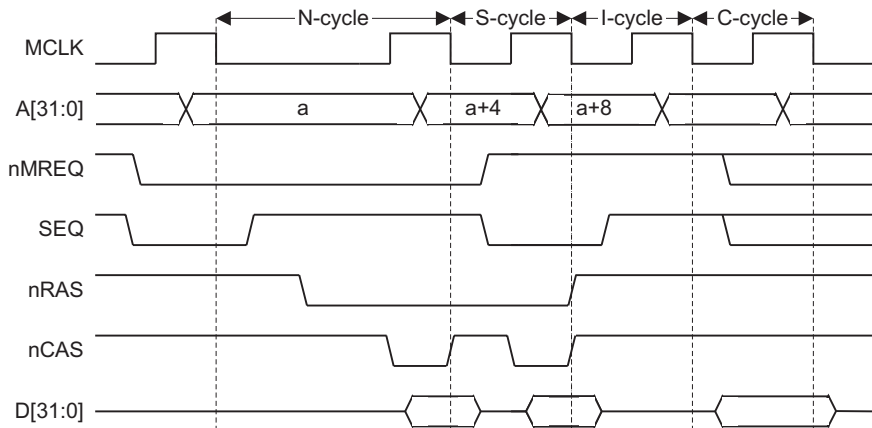 N-cycle S-cycle I-cycle C-cycle
MCLK
A[31:0] a a+4 a+8
nMREQ
SEQ
nRAS
nCAS
D[31:0]